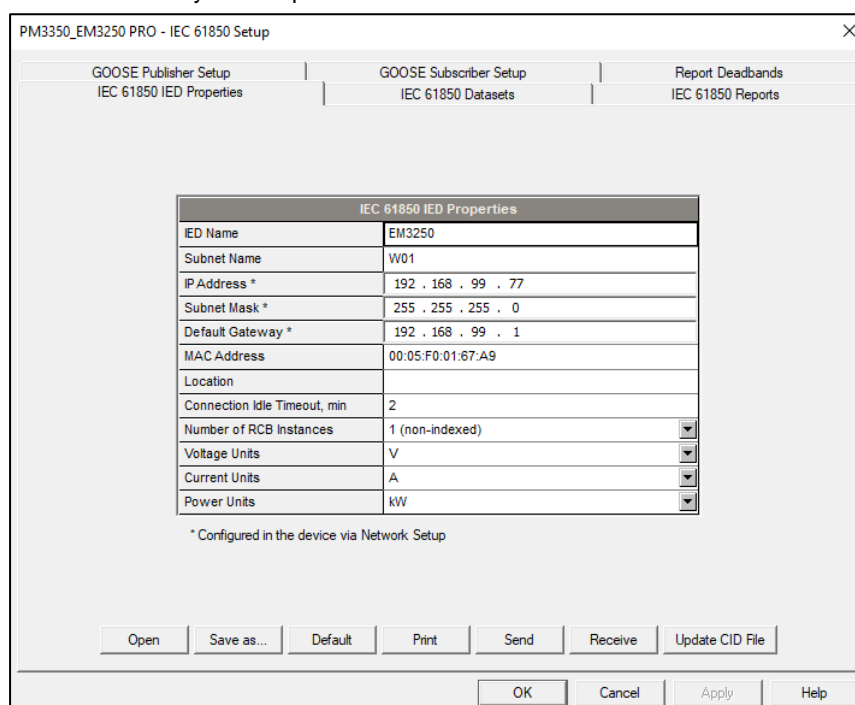 PM3350_EM3250 PRO - IEC 61850 Setup
GOOSE Publisher Setup GOOSE Subscriber Setup Report Deadbands
IEC 61850 IED Properties IEC 61850 Datasets IEC 61850 Reports
IEC 61850 IED Properties
IED Name EM3250
Subnet Name W01
IP Address * 192 . 168 . 99 . 77
Subnet Mask * 255 . 255 . 255 . 0
Default Gateway * 192 . 168 . 99 . 1
MAC Address 00:05:F0:01:67:A9
Location
Connection Idle Timeout, min 2
Number of RCB Instances 1 (non-indexed)
Voltage Units V
Current Units A
Power Units kW
* Configured in the device via Network Setup
Open Save as... Default Print Send Receive Update CID File
OK Cancel Apply Help